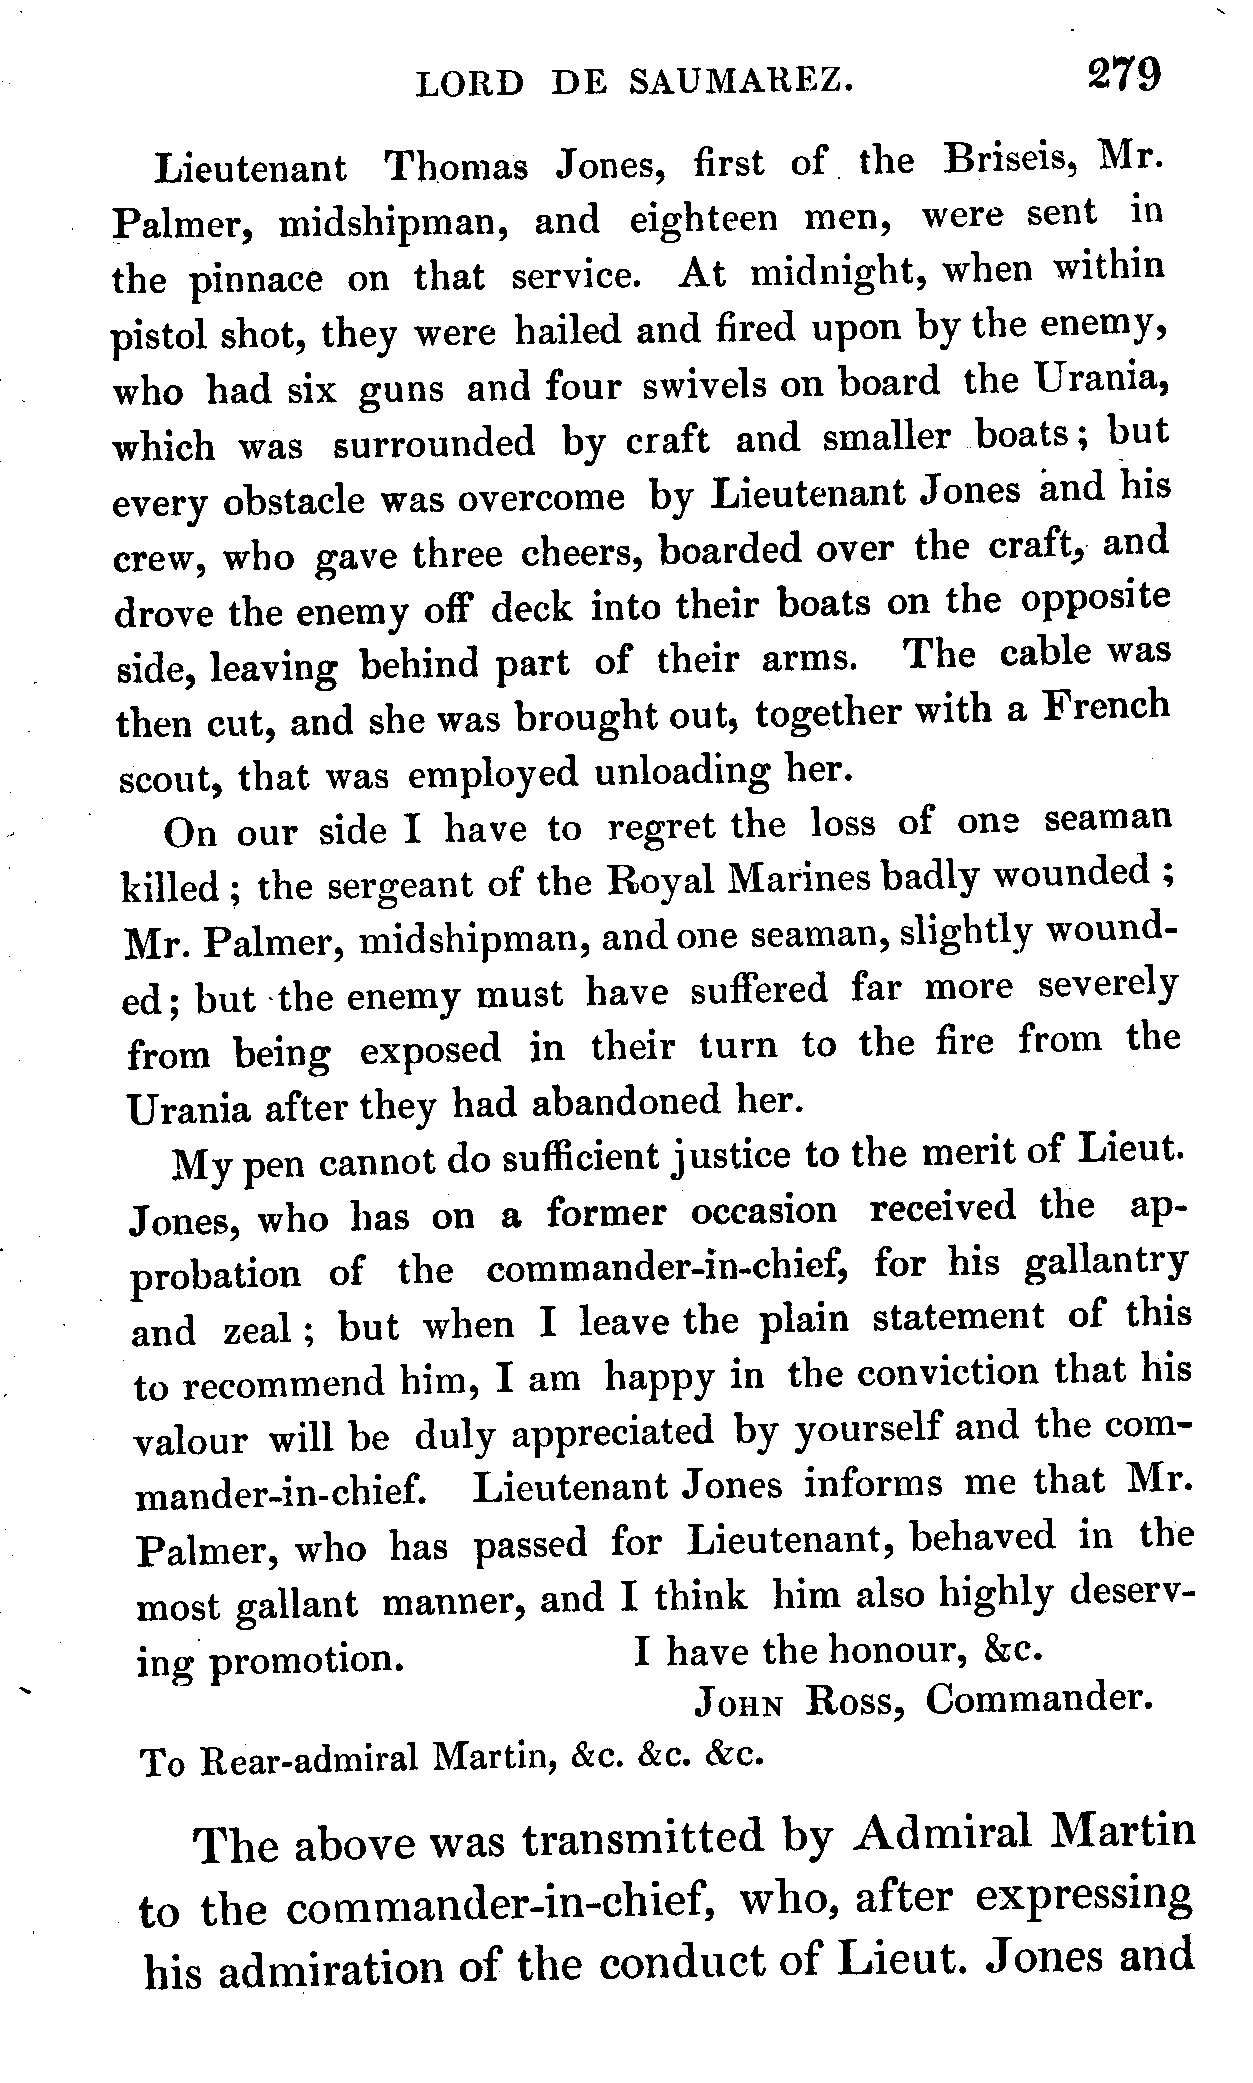 LORD DE SAUMAREZ. 279
Lieutenant Thomas Jones, first of the Briseis, Mr.
Palmer, midshipman, and eighteen men, were sent in
the pinnace on that service. At midnight, when within
pistol shot, they were hailed and fired upon by the enemy,
who had six guns and four swivels on board the Urania,
which was surrounded by craft and smaller boats; but
every obstacle was overcome by Lieutenant Jones and his
crew, who gave three cheers, boarded over the craft, and
drove the enemy off deck into their boats on the opposite
side, leaving behind part of their arms. The cable was
then cut, and she was brought out, together with a French
scout, that was employed unloading her.
On our side I have to regret the loss of one seaman
killed; the sergeant of the Royal Marines badly wounded;
Mr. Palmer, midshipman, and one seaman, slightly wound-
ed; but the enemy must have suffered far more severely
from being exposed in their turn to the fire from the
Urania after they had abandoned her.
My pen cannot do sufficient justice to the merit of Lieut.
Jones, who has on a former occasion received the ap-
probation of the commander-in-chief, for his gallantry
and zeal; but when I leave the plain statement of this
to recommend him, I am happy in the conviction that his
valour will be duly appreciated by yourself and the com-
mander-in-chief. Lieutenant Jones informs me that Mr.
Palmer, who has passed for Lieutenant, behaved in the
most gallant manner, and I think him also highly deserv-
ing promotion. I have the honour, &c.
John Ross, Commander.
To Rear-admiral Martin, &c. &c. &c.
The above was transmitted by Admiral Martin
to the commander-in-chief, who, after expressing
his admiration of the conduct of Lieut. Jones and